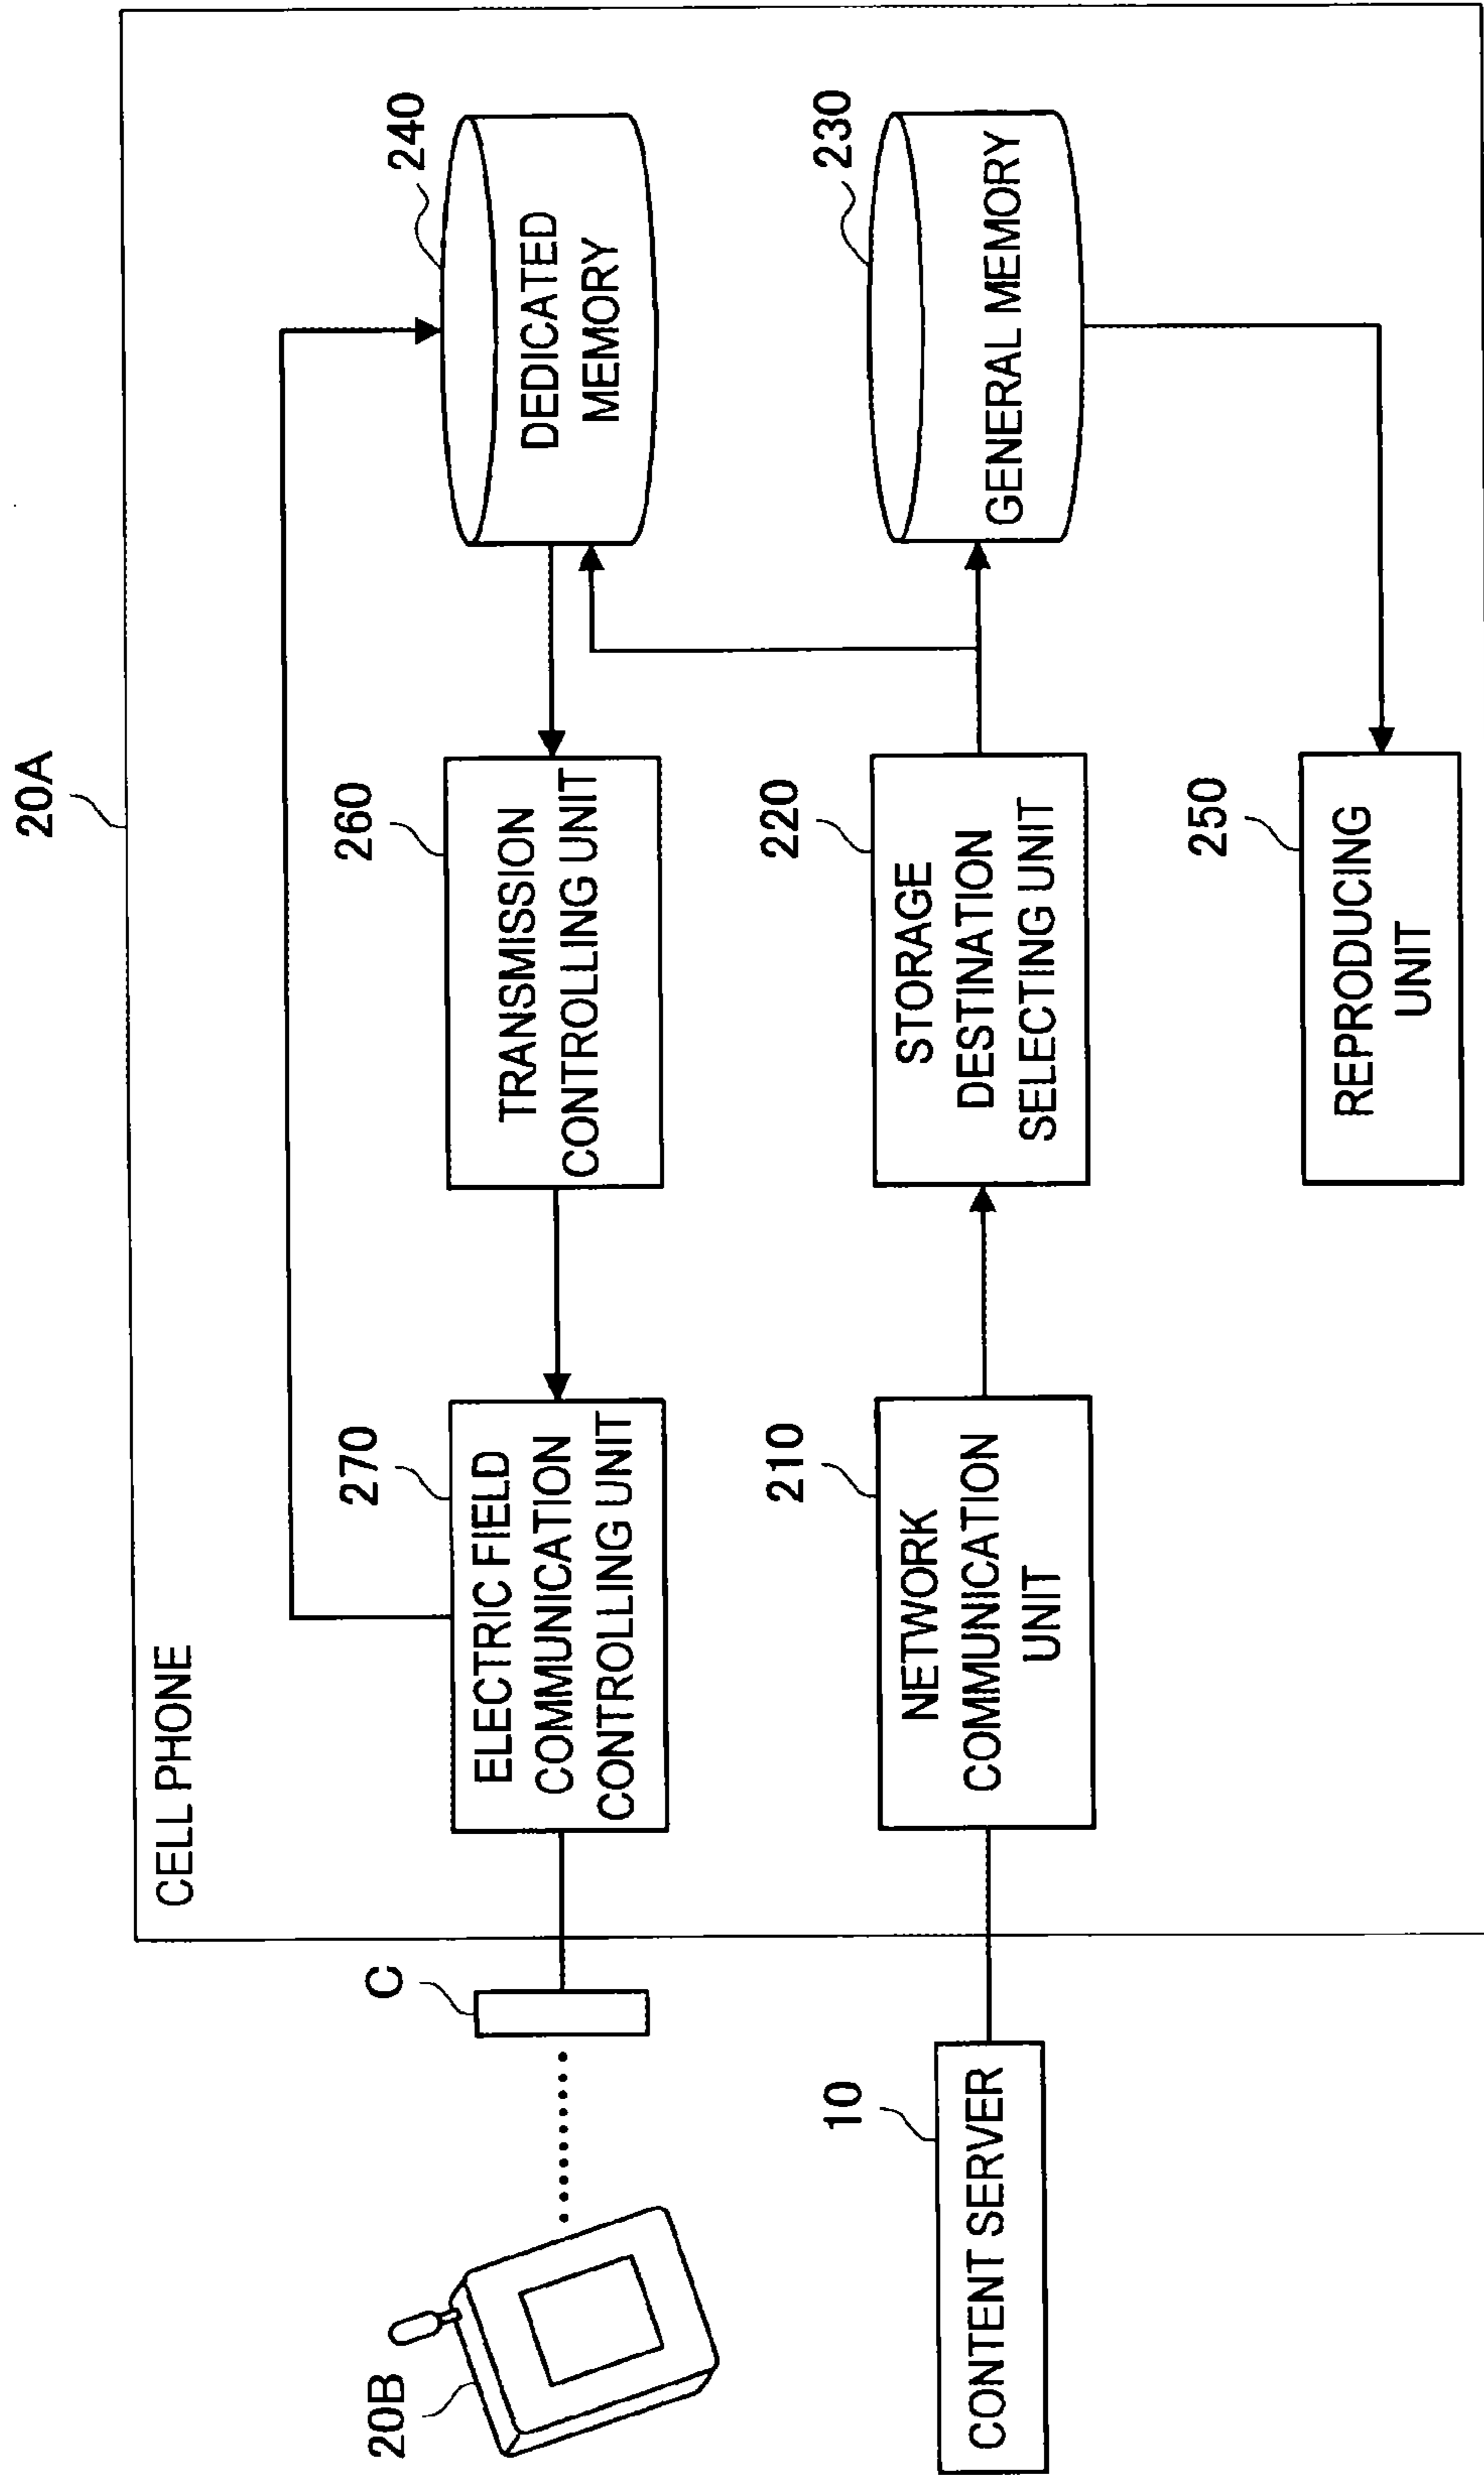 20A
CELL PHONE
240
DEDICATED
MEMORY
260
TRANSMISSION
CONTROLLING UNIT
270
ELECTRIC FIELD
COMMUNICATION
CONTROLLING UNIT
C
20B
230
GENERAL MEMORY
220
STORAGE
DESTINATION
SELECTING UNIT
210
NETWORK
COMMUNICATION
UNIT
10
CONTENT SERVER
250
REPRODUCING
UNIT